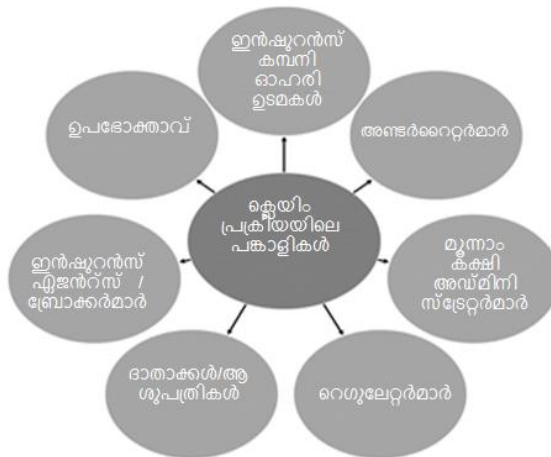 ഇൻഷുറൻസ്
കമ്പനി
ഓഹരി
ഉടമകൾ
ഉപഭോക്താവ്
അണ്ടർറൈറ്റർമാർ
ക്ലെയിം
പ്രക്രിയയിലെ
പങ്കാളികൾ
ഇൻഷുറൻസ്
ഏജൻറ്സ് /
ബ്രോക്കർമാർ
മൂന്നാം
കക്ഷി
അഡ്മിനി
സ്ട്രേറ്റർമാർ
ദാതാക്കൾ/ആ
ശുപത്രികൾ
റെഗുലേറ്റർമാർ